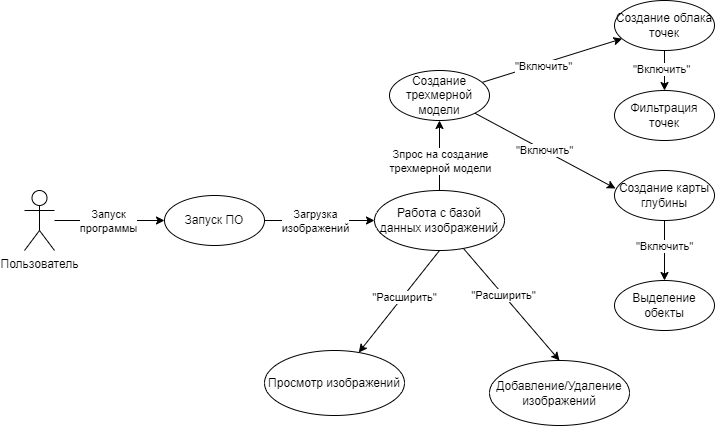 Создание облака
точек
"Включить"
"Включить"
Создание
трехмерной
модели
Фильтрация
точек
"Включить"
Зпрос на создание
трехмерной модели
Создание карты
глубины
Запуск
программы
Запуск ПО
Загрузка
изображений
Работа с базой
данных изображений
"Включить"
Пользователь
"Расширить"
"Расширить"
Выделение
обекты
Просмотр изображений
Добавление/Удаление
изображений